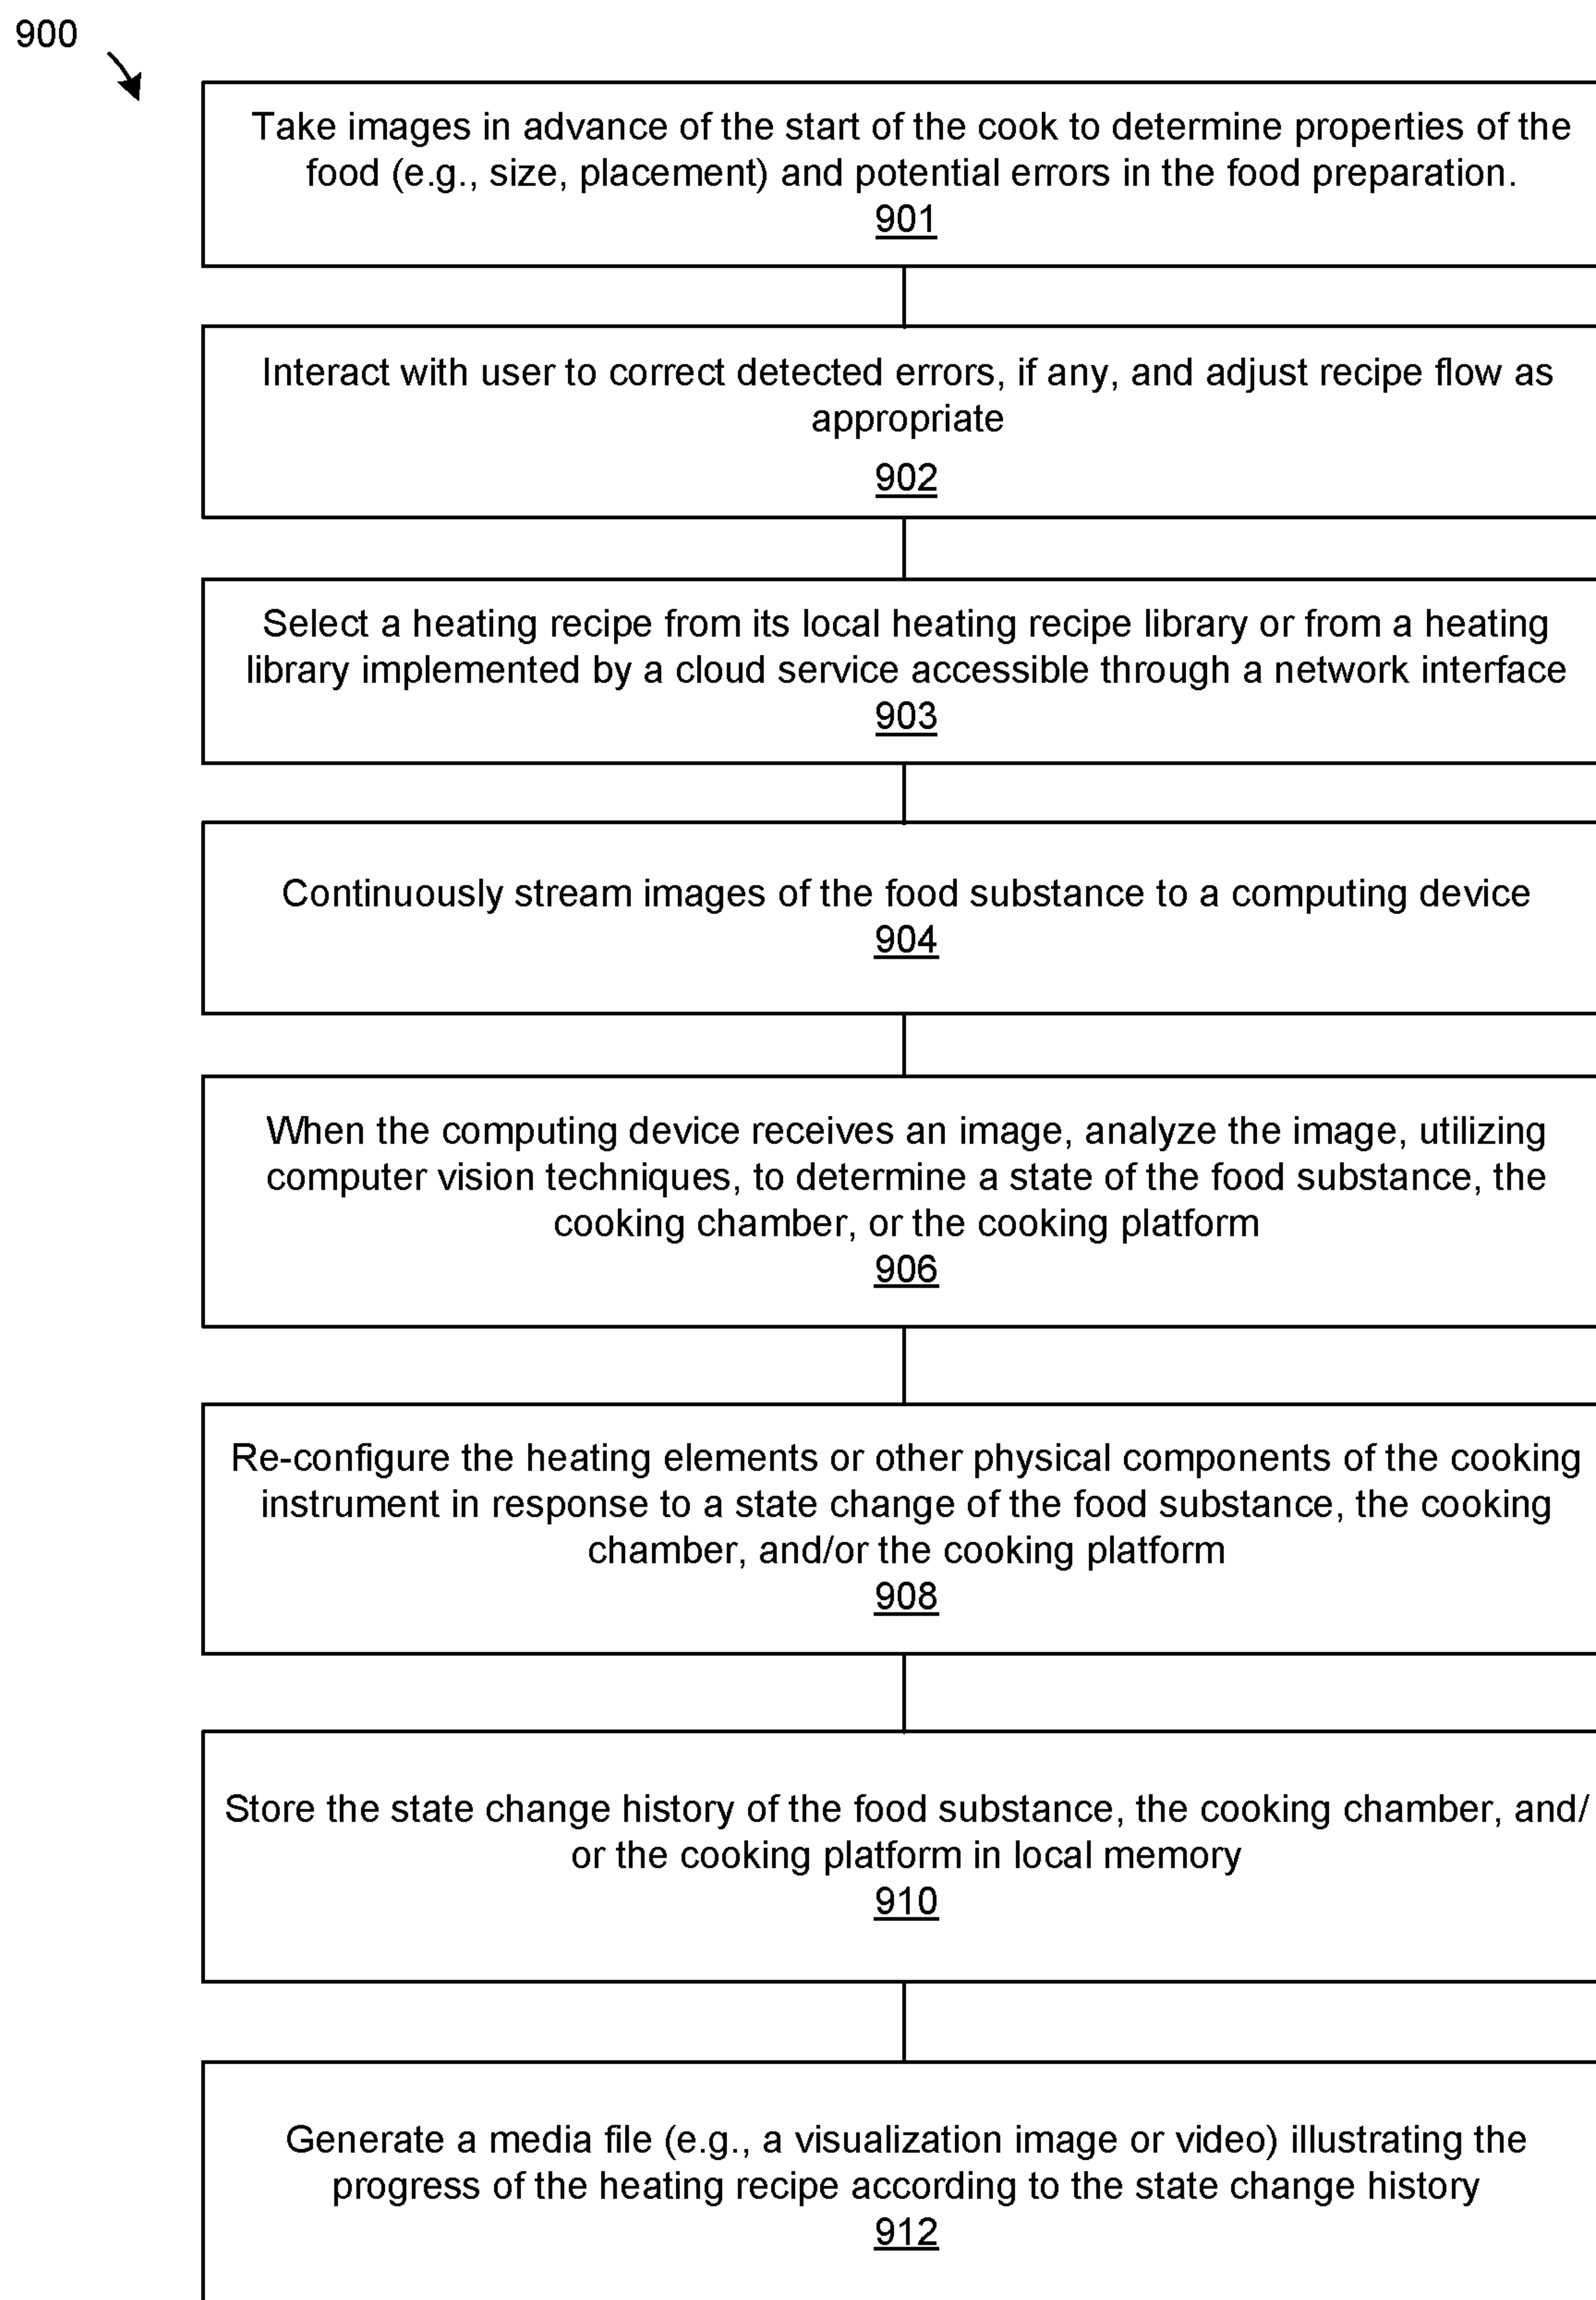 900
Take images in advance of the start of the cook to determine properties of the
food (e.g., size, placement) and potential errors in the food preparation.
901
Interact with user to correct detected errors, if any, and adjust recipe flow as
appropriate
902
Select a heating recipe from its local heating recipe library or from a heating
library implemented by a cloud service accessible through a network interface
903
Continuously stream images of the food substance to a computing device
904
When the computing device receives an image, analyze the image, utilizing
computer vision techniques, to determine a state of the food substance, the
cooking chamber, or the cooking platform
906
Re-configure the heating elements or other physical components of the cooking
instrument in response to a state change of the food substance, the cooking
chamber, and/or the cooking platform
908
Store the state change history of the food substance, the cooking chamber, and/
or the cooking platform in local memory
910
Generate a media file (e.g., a visualization image or video) illustrating the
progress of the heating recipe according to the state change history
912